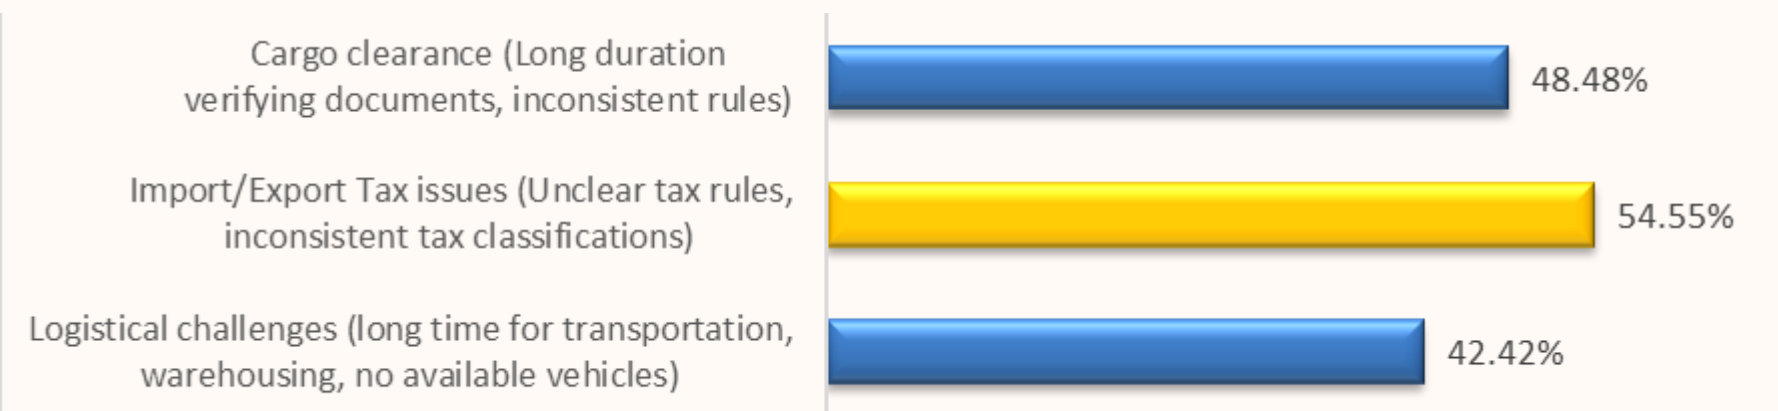 Cargo clearance (Long duration
verifying documents, inconsistent rules)
48.48%
Import/Export Tax issues (Unclear tax rules,
inconsistent tax classifications)
54.55%
Logistical challenges (long time for transportation,
warehousing, no available vehicles)
42.42%